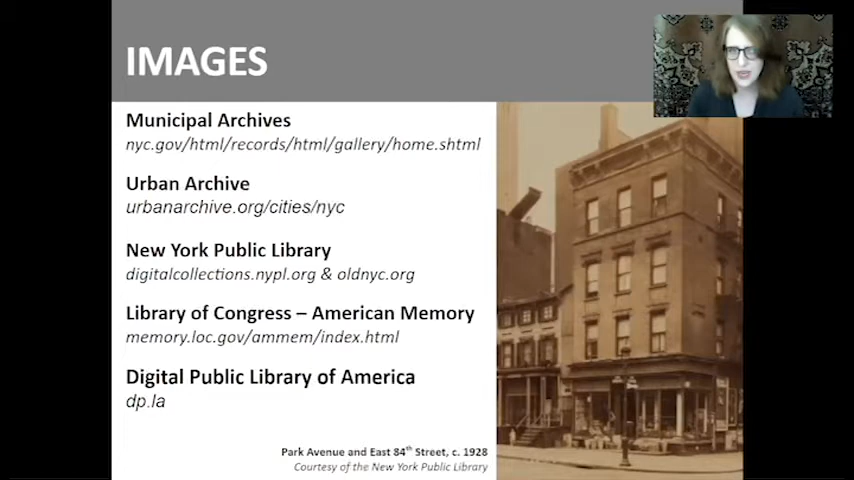 IMAGES
Municipal Archives
nyc.gov/html/records/html/gallery/home.shtml
Urban Archive
urbanarchive.org/cities/nyc
New York Public Library
digitalcollections.nypl.org & oldnyc.org
Library of Congress – American Memory
memory.loc.gov/ammem/index.html
Digital Public Library of America
dp.la
Park Avenue and East 84th Street, c. 1928
Courtesy of the New York Public Library